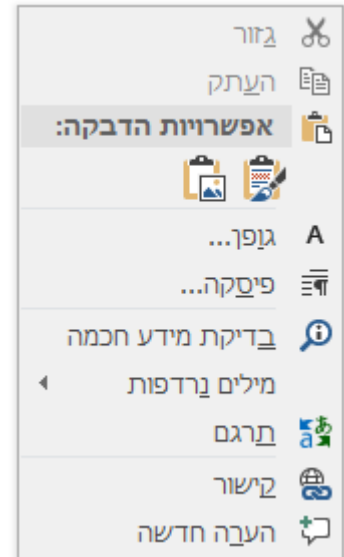 גזור
העתק
אפשרויות הדבקה:
גופן...
פיסקה...
בדיקת מידע חכמה
מילים נרדפות
תרגם
קישור
הערה חדשה